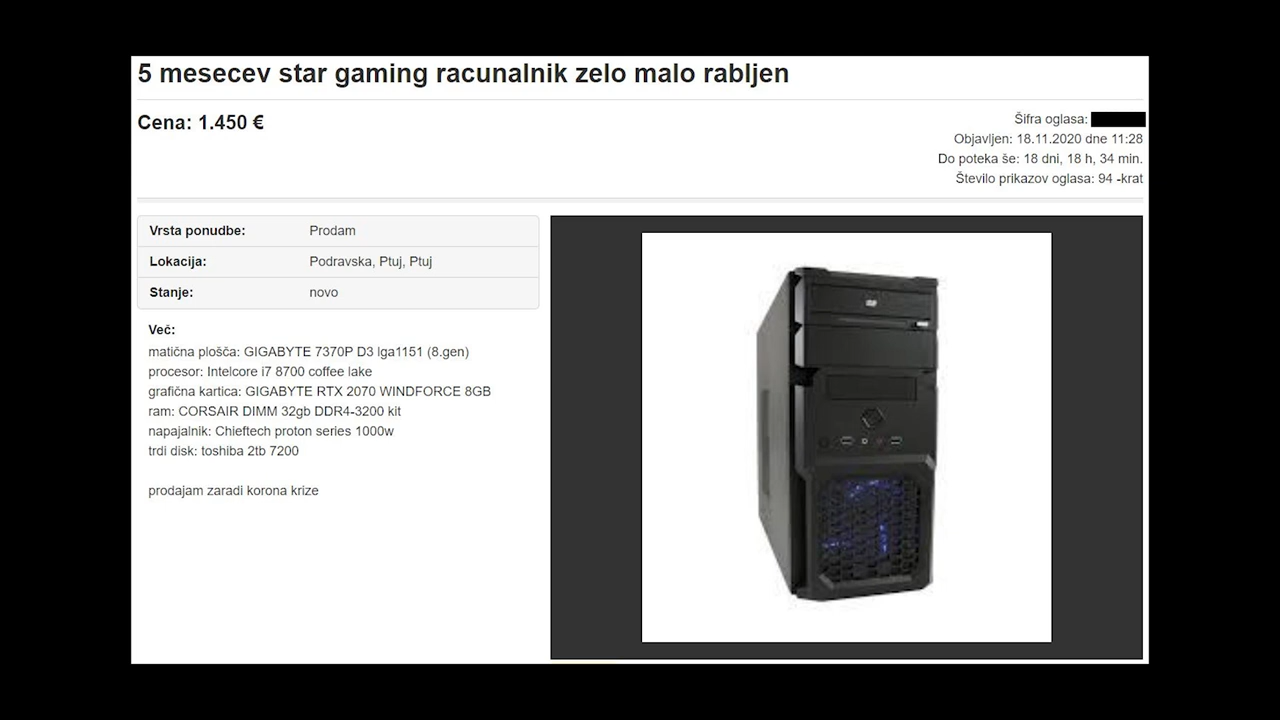 5 mesecev star gaming racunalnik zelo malo rabljen
Cena: 1.450 €
Šifra oglasa:
Objavljen: 18.11.2020 dne 11:28
Do poteka še: 18 dni, 18 h, 34 min.
Število prikazov oglasa: 94 -krat
Vrsta ponudbe: Prodam
Lokacija: Podravska, Ptuj, Ptuj
Stanje: novo
Več:
matična plošča: GIGABYTE 7370P D3 lga1151 (8.gen)
procesor: Intelcore i7 8700 coffee lake
grafična kartica: GIGABYTE RTX 2070 WINDFORCE 8GB
ram: CORSAIR DIMM 32gb DDR4-3200 kit
napajalnik: Chieftech proton series 1000w
trdi disk: toshiba 2tb 7200
prodajam zaradi korona krize